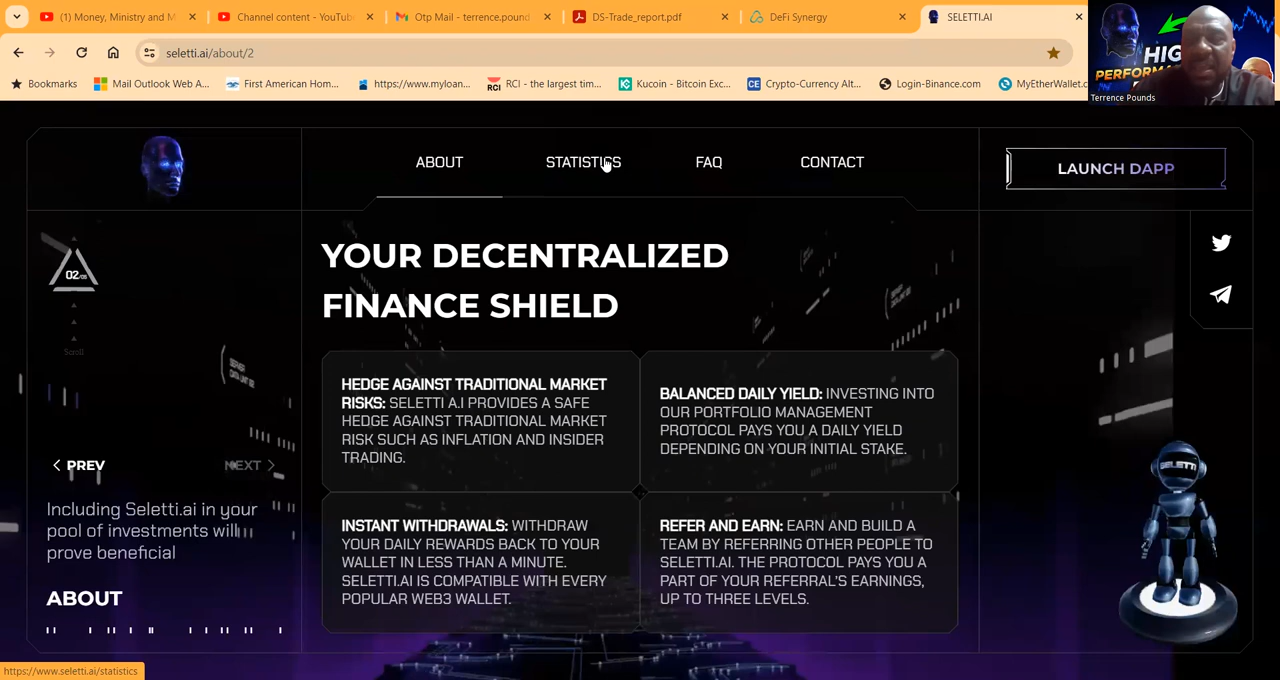 (1) Money, Ministry and M
Channel content - YouTub
Otp Mail - terrence.pound
DS-Trade_report.pdf
DeFi Synergy
SELETTI.AI
seletti.ai/about/2
Bookmarks
Mail Outlook Web A...
First American Hom...
https://www.myloan...
RCI - the largest tim...
Kucoin - Bitcoin Exc...
Crypto-Currency Alt...
Login-Binance.com
MyEtherWallet.c
HIG
PERFORMA
Terrence Pounds
ABOUT
STATISTICS
FAQ
CONTACT
LAUNCH DAPP
02
YOUR DECENTRALIZED
FINANCE SHIELD
Scroll
HEDGE AGAINST TRADITIONAL MARKET
RISKS: SELETTI A.I PROVIDES A SAFE
HEDGE AGAINST TRADITIONAL MARKET
RISK SUCH AS INFLATION AND INSIDER
TRADING.
BALANCED DAILY YIELD: INVESTING INTO
OUR PORTFOLIO MANAGEMENT
PROTOCOL PAYS YOU A DAILY YIELD
DEPENDING ON YOUR INITIAL STAKE.
INSTANT WITHDRAWALS: WITHDRAW
YOUR DAILY REWARDS BACK TO YOUR
WALLET IN LESS THAN A MINUTE.
SELETTI.AI IS COMPATIBLE WITH EVERY
POPULAR WEB3 WALLET.
REFER AND EARN: EARN AND BUILD A
TEAM BY REFERRING OTHER PEOPLE TO
SELETTI.AI. THE PROTOCOL PAYS YOU A
PART OF YOUR REFERRAL'S EARNINGS,
UP TO THREE LEVELS.
PREV
NEXT
Including Seletti.ai in your
pool of investments will
prove beneficial
ABOUT
SELETTI
https://www.seletti.ai/statistics